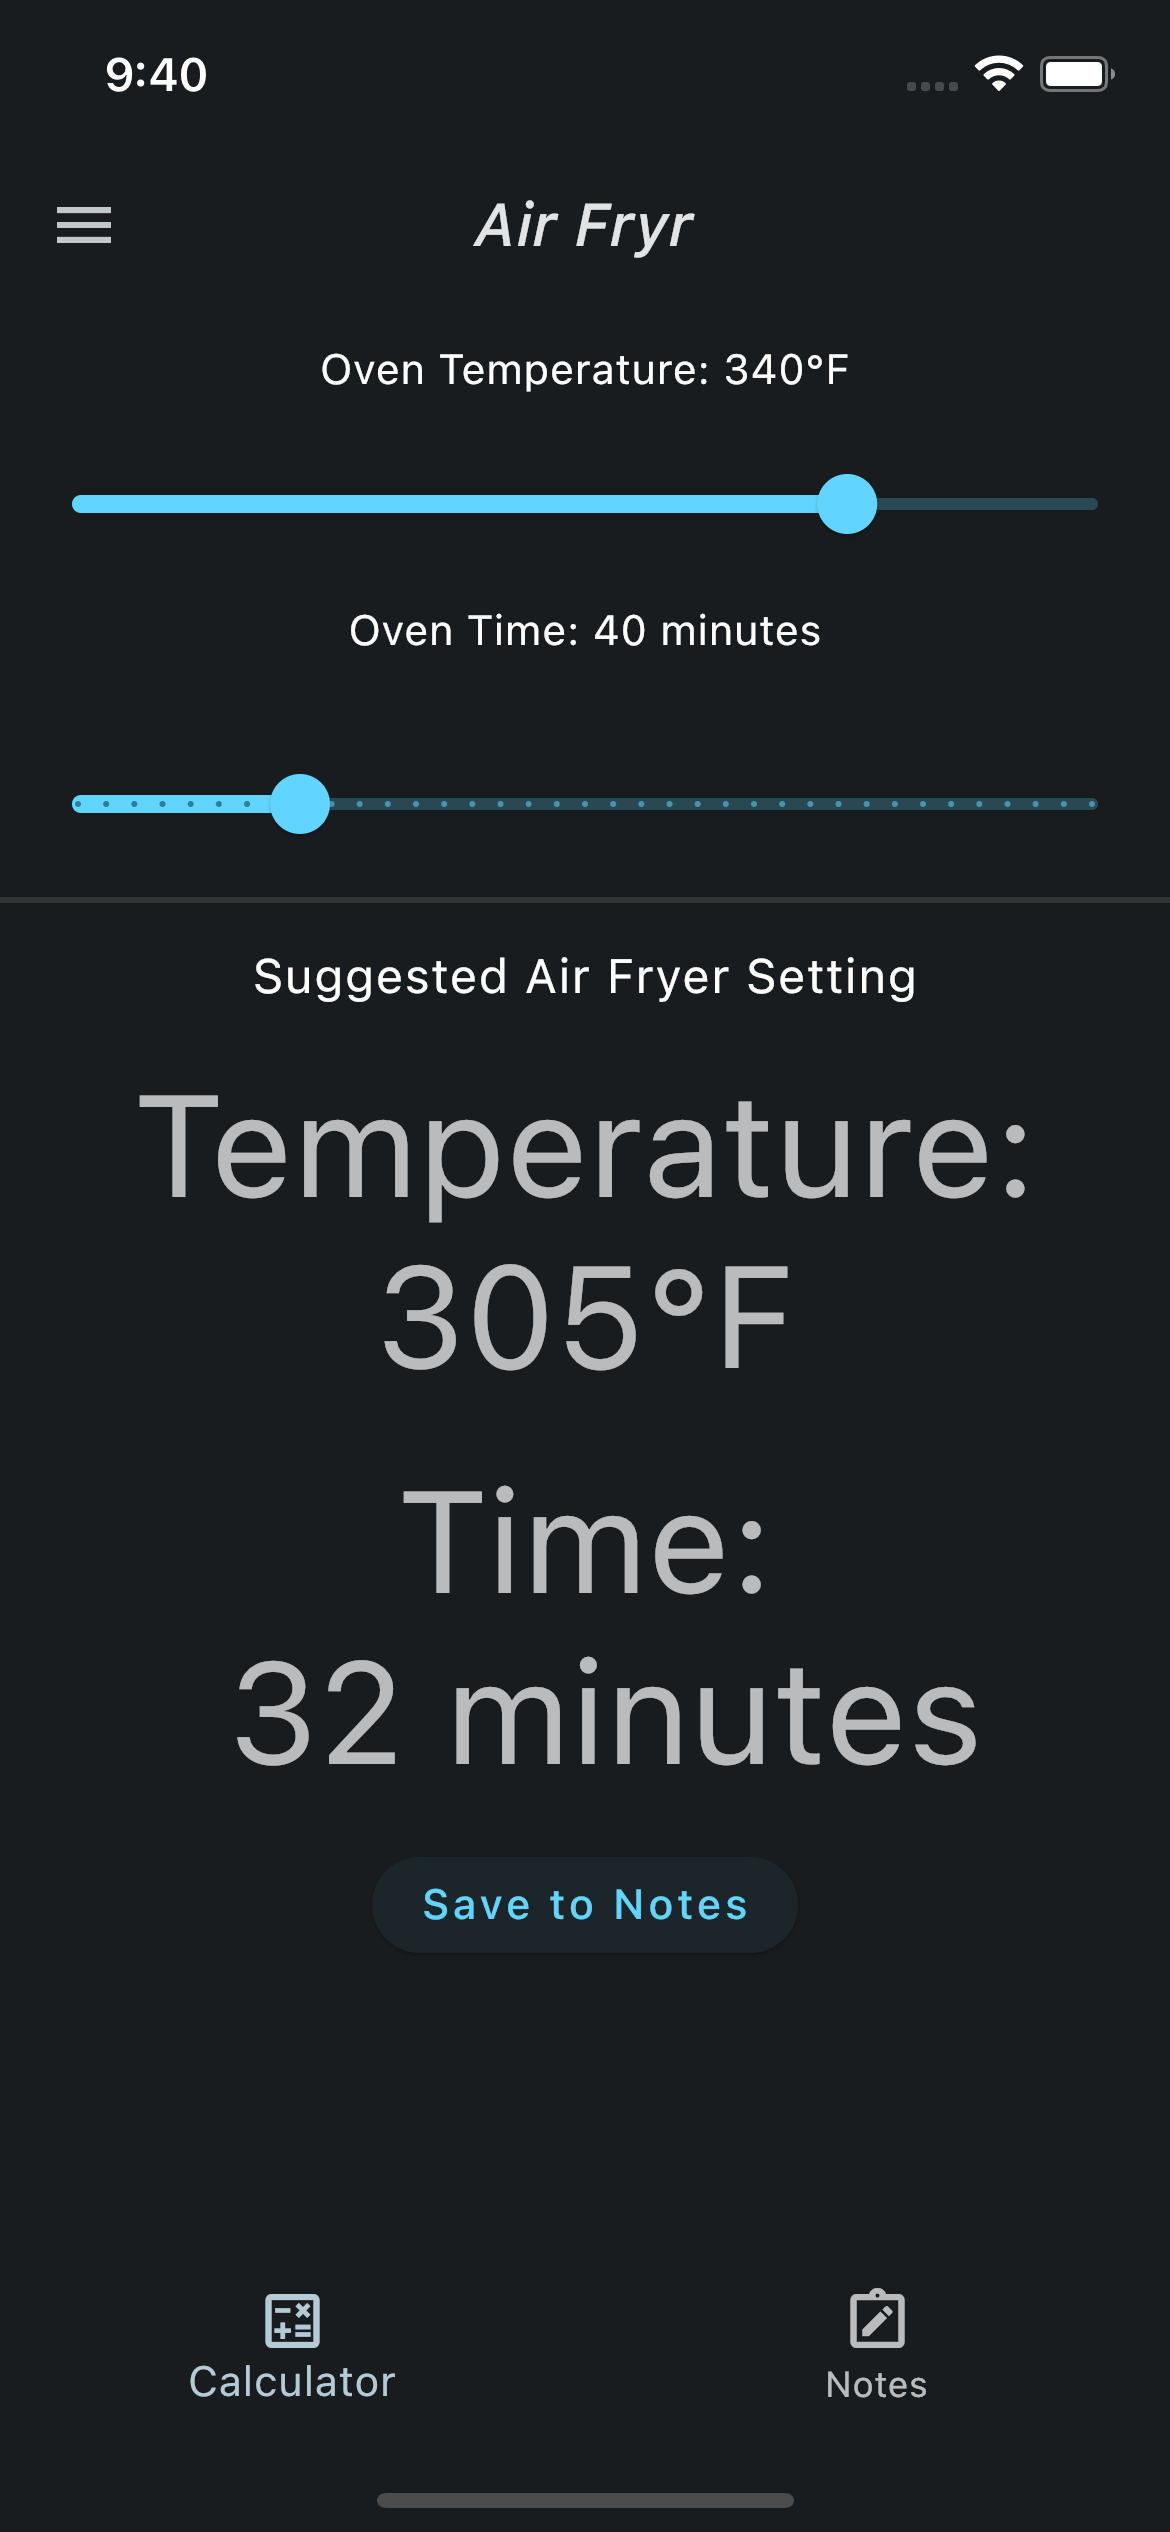 9:40
Air Fryr
Oven Temperature: 340°F
Oven Time: 40 minutes
Suggested Air Fryer Setting
Temperature:
305°F
Time:
32 minutes
Save to Notes
Calculator
Notes